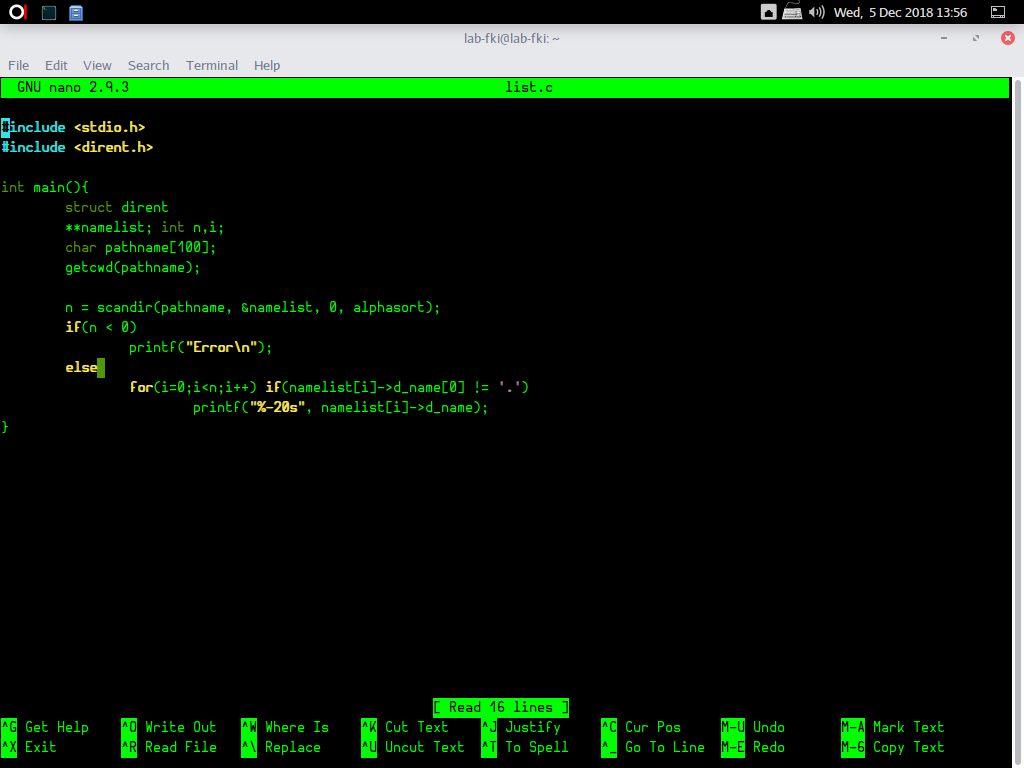 Wed, 5 Dec 2018 13:56
lab-fki@lab-fki: ~
File Edit View Search Terminal Help
GNU nano 2.9.3 list.c
#include <stdio.h>
#include <dirent.h>
int main(){
struct dirent
**namelist; int n,i;
char pathname[100];
getcwd(pathname);
n = scandir(pathname, &namelist, 0, alphasort);
if(n < 0)
printf("Error\n");
else
for(i=0;i<n;i++) if(namelist[i]->d_name[0] != '.')
printf("%-20s", namelist[i]->d_name);
}
[ Read 16 lines ]
^G Get Help ^O Write Out ^W Where Is ^K Cut Text ^J Justify ^C Cur Pos M-U Undo M-A Mark Text
^X Exit ^R Read File ^\ Replace ^U Uncut Text ^T To Spell ^_ Go To Line M-E Redo M-6 Copy Text